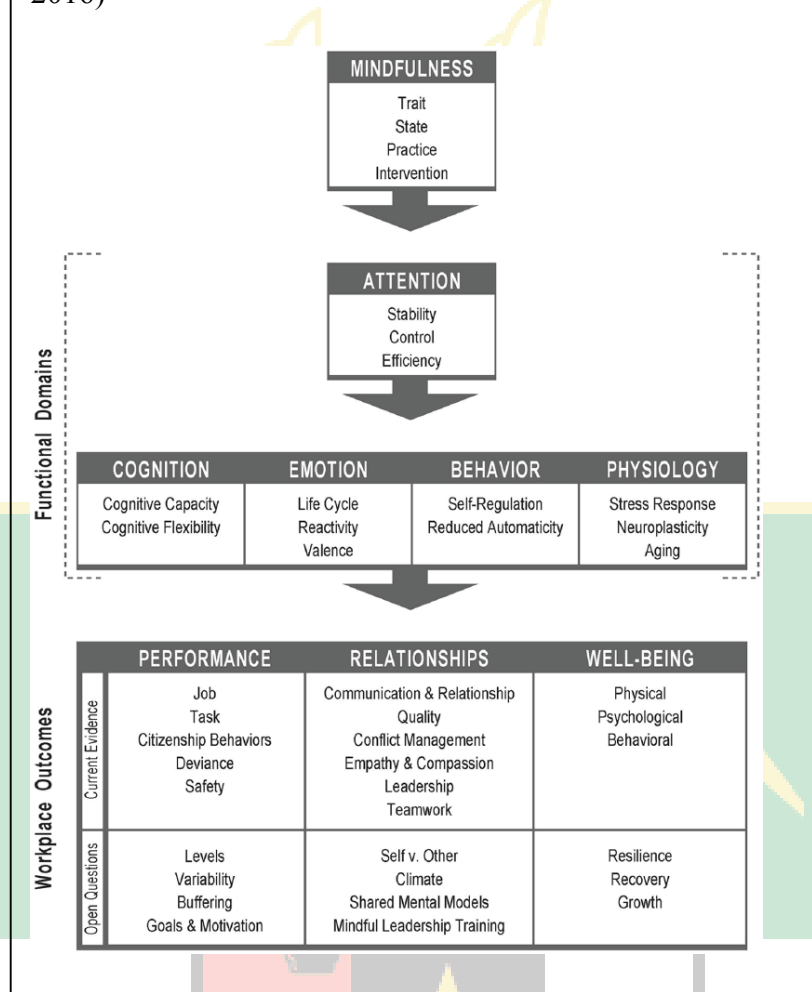 2016)
MINDFULNESS
Trait
State
Practice
Intervention
Functional Domains
ATTENTION
Stability
Control
Efficiency
COGNITION
Cognitive Capacity
Cognitive Flexibility
EMOTION
Life Cycle
Reactivity
Valence
BEHAVIOR
Self-Regulation
Reduced Automaticity
PHYSIOLOGY
Stress Response
Neuroplasticity
Aging
Workplace Outcomes
PERFORMANCE
RELATIONSHIPS
WELL-BEING
Current Evidence
Job
Task
Citizenship Behaviors
Deviance
Safety
Communication & Relationship
Quality
Conflict Management
Empathy & Compassion
Leadership
Teamwork
Physical
Psychological
Behavioral
Open Questions
Levels
Variability
Buffering
Goals & Motivation
Self v. Other
Climate
Shared Mental Models
Mindful Leadership Training
Resilience
Recovery
Growth